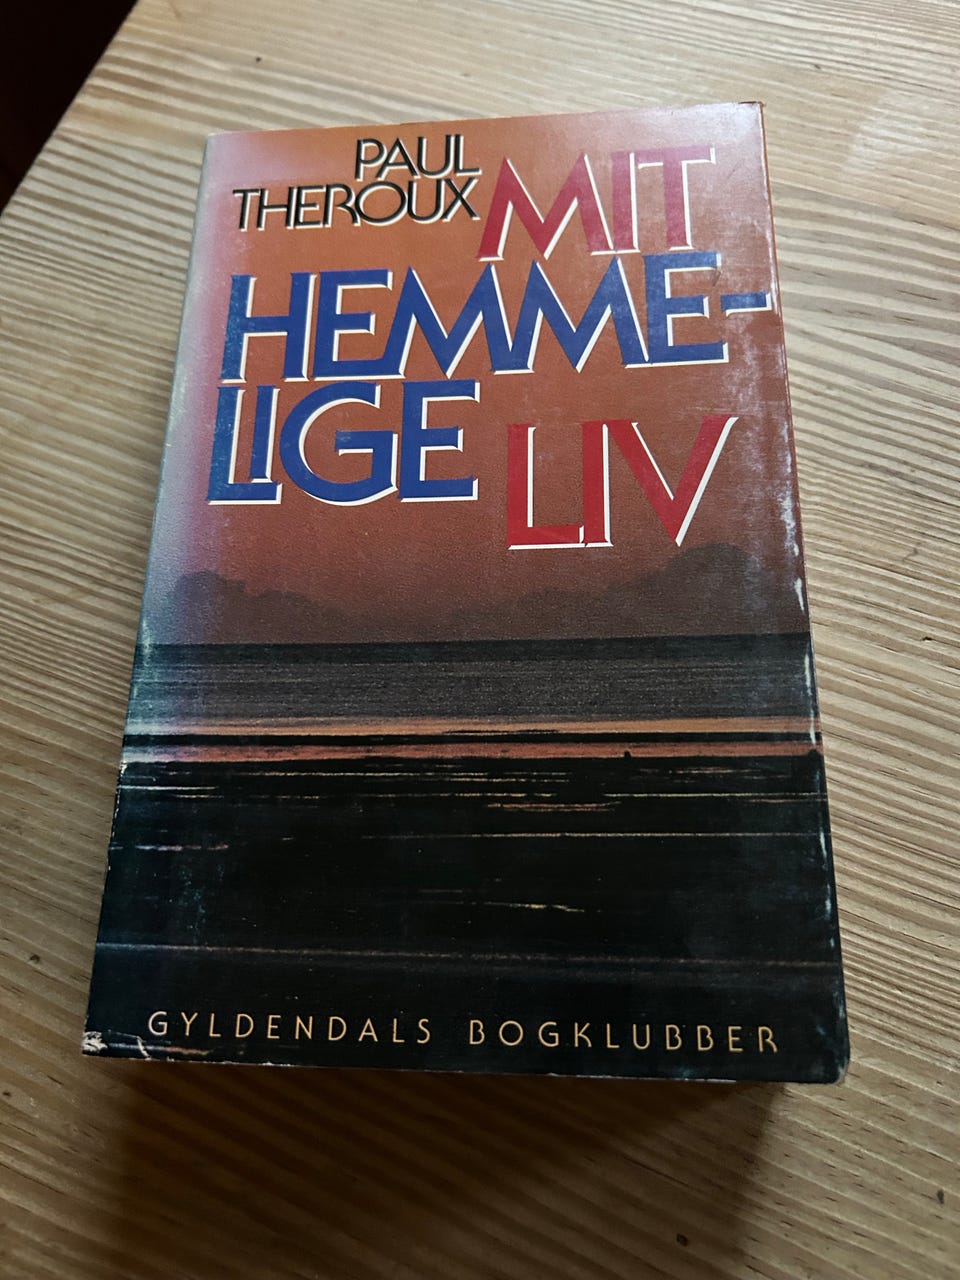 PAUL
THEROUX
MIT
HEMME-
LIGE LIV
GYLDENDALS BOGKLUBBER